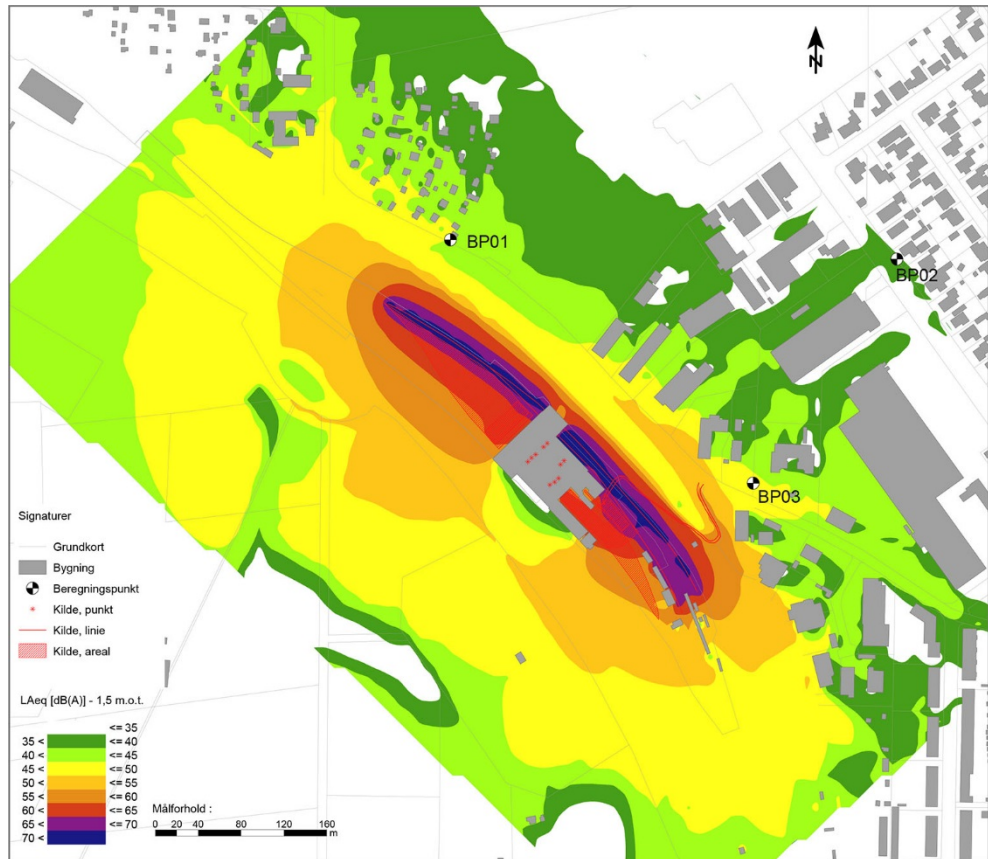 N
BP01
BP02
BP03
Signaturer
Grundkort
Bygning
Beregningspunkt
Kilde, punkt
Kilde, linie
Kilde, areal
LAeq [dB(A)] - 1,5 m.o.t.
<= 35
35 < <= 40
40 < <= 45
45 < <= 50
50 < <= 55
55 < <= 60
60 < <= 65
65 < <= 70
70 <
Målforhold :
0 20 40 80 120 160
m